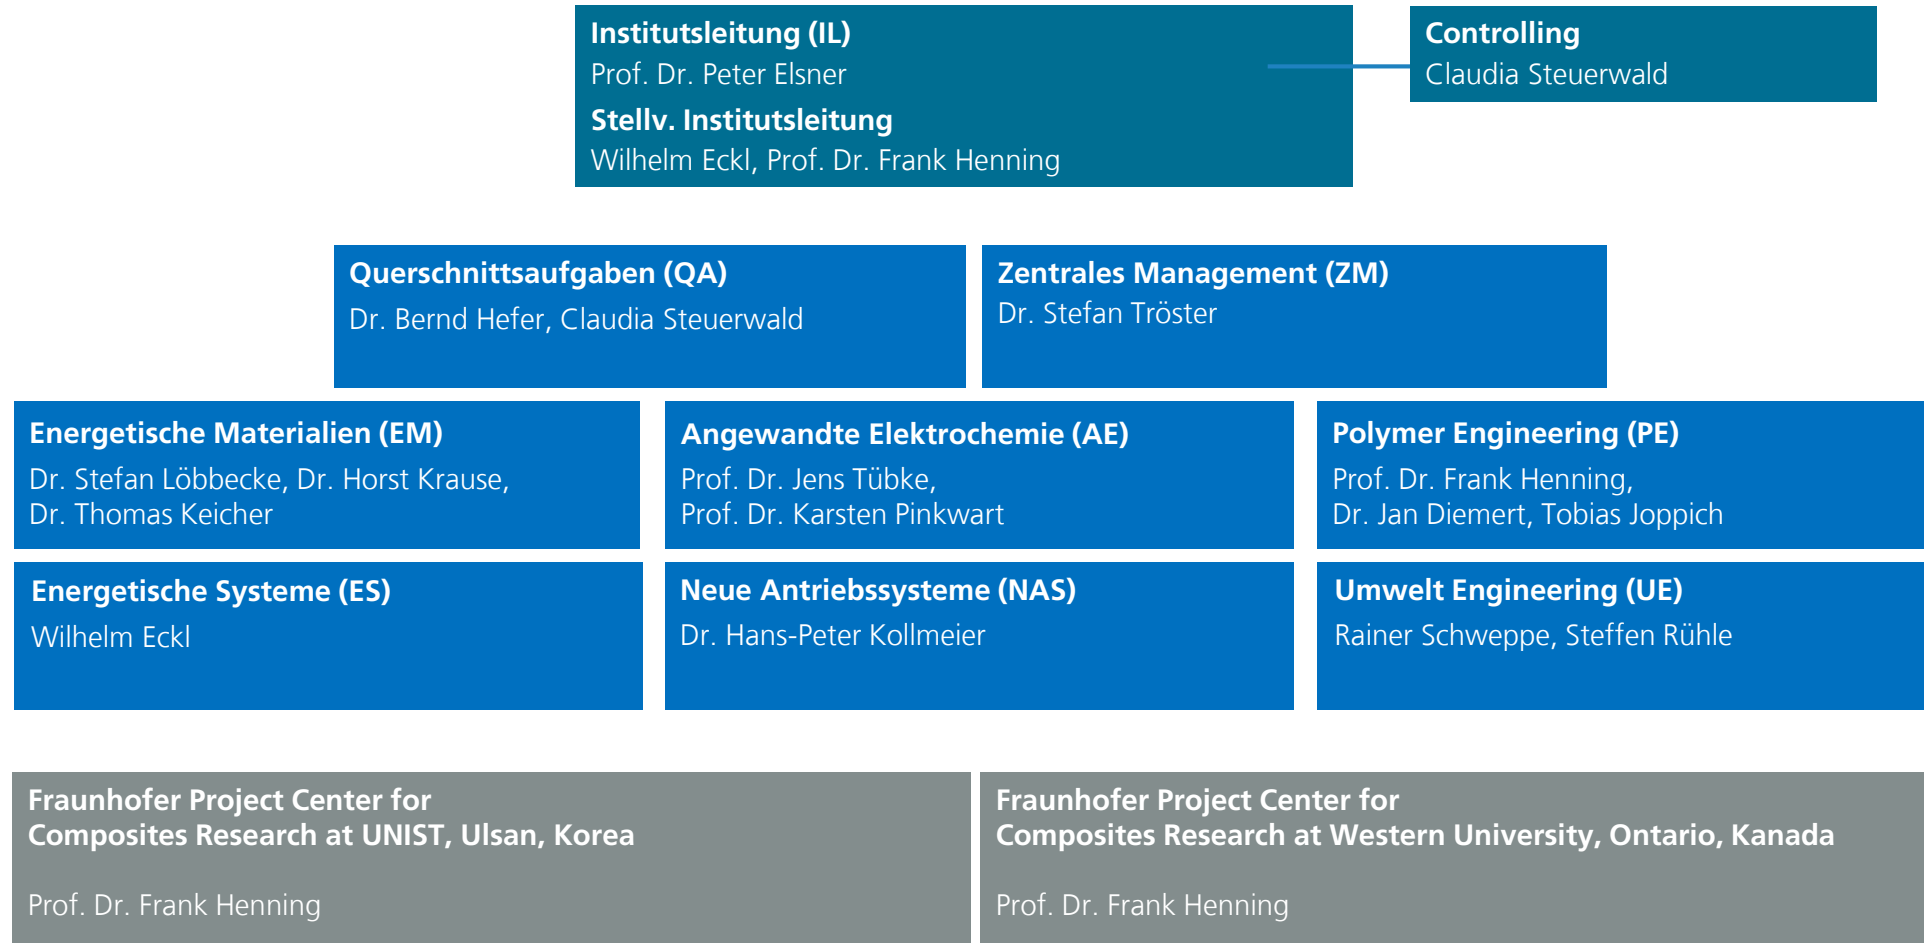 Institutsleitung (IL)
Prof. Dr. Peter Elsner
Stellv. Institutsleitung
Wilhelm Eckl, Prof. Dr. Frank Henning
Controlling
Claudia Steuerwald
Querschnittsaufgaben (QA)
Dr. Bernd Hefer, Claudia Steuerwald
Zentrales Management (ZM)
Dr. Stefan Tröster
Energetische Materialien (EM)
Dr. Stefan Löbbecke, Dr. Horst Krause,
Dr. Thomas Keicher
Angewandte Elektrochemie (AE)
Prof. Dr. Jens Tübke,
Prof. Dr. Karsten Pinkwart
Polymer Engineering (PE)
Prof. Dr. Frank Henning,
Dr. Jan Diemert, Tobias Joppich
Energetische Systeme (ES)
Wilhelm Eckl
Neue Antriebssysteme (NAS)
Dr. Hans-Peter Kollmeier
Umwelt Engineering (UE)
Rainer Schweppe, Steffen Rühle
Fraunhofer Project Center for
Composites Research at UNIST, Ulsan, Korea
Prof. Dr. Frank Henning
Fraunhofer Project Center for
Composites Research at Western University, Ontario, Kanada
Prof. Dr. Frank Henning